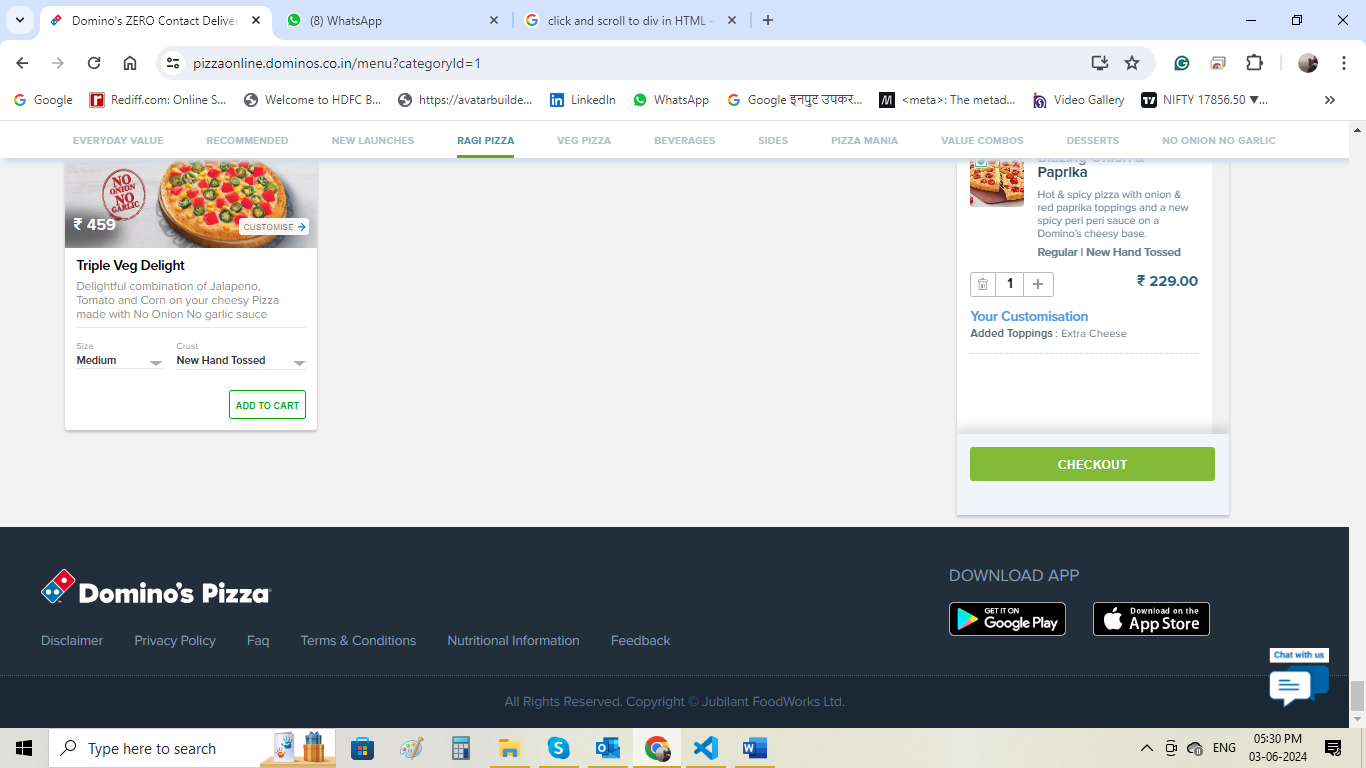 Domino's ZERO Contact Deliver
(8) WhatsApp
click and scroll to div in HTML -
pizzaonline.dominos.co.in/menu?categoryId=1
Google
Rediff.com: Online S...
Welcome to HDFC B...
https://avatarbuilde...
LinkedIn
WhatsApp
Google इनपुट उपकर...
<meta>: The metad...
Video Gallery
NIFTY 17856.50 ▼...
EVERYDAY VALUE
RECOMMENDED
NEW LAUNCHES
RAGI PIZZA
VEG PIZZA
BEVERAGES
SIDES
PIZZA MANIA
VALUE COMBOS
DESSERTS
NO ONION NO GARLIC
NO
ONION
NO
GARLIC
₹ 459
CUSTOMISE
Triple Veg Delight
Delightful combination of Jalapeno,
Tomato and Corn on your cheesy Pizza
made with No Onion No garlic sauce
Size
Medium
Crust
New Hand Tossed
ADD TO CART
Blazing Onion &
Paprika
Hot & spicy pizza with onion &
red paprika toppings and a new
spicy peri peri sauce on a
Domino's cheesy base.
Regular | New Hand Tossed
1
₹ 229.00
Your Customisation
Added Toppings : Extra Cheese
CHECKOUT
Domino's Pizza
DOWNLOAD APP
GET IT ON
Google Play
Download on the
App Store
Disclaimer
Privacy Policy
Faq
Terms & Conditions
Nutritional Information
Feedback
Chat with us
All Rights Reserved. Copyright © Jubilant FoodWorks Ltd.
Type here to search
ENG
05:30 PM
03-06-2024